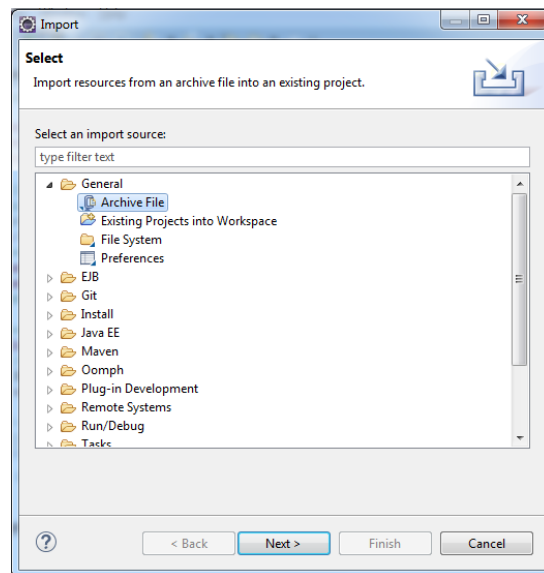 Import
Select
Import resources from an archive file into an existing project.
Select an import source:
type filter text
General
Archive File
Existing Projects into Workspace
File System
Preferences
EJB
Git
Install
Java EE
Maven
Oomph
Plug-in Development
Remote Systems
Run/Debug
Tasks
?
< Back
Next >
Finish
Cancel